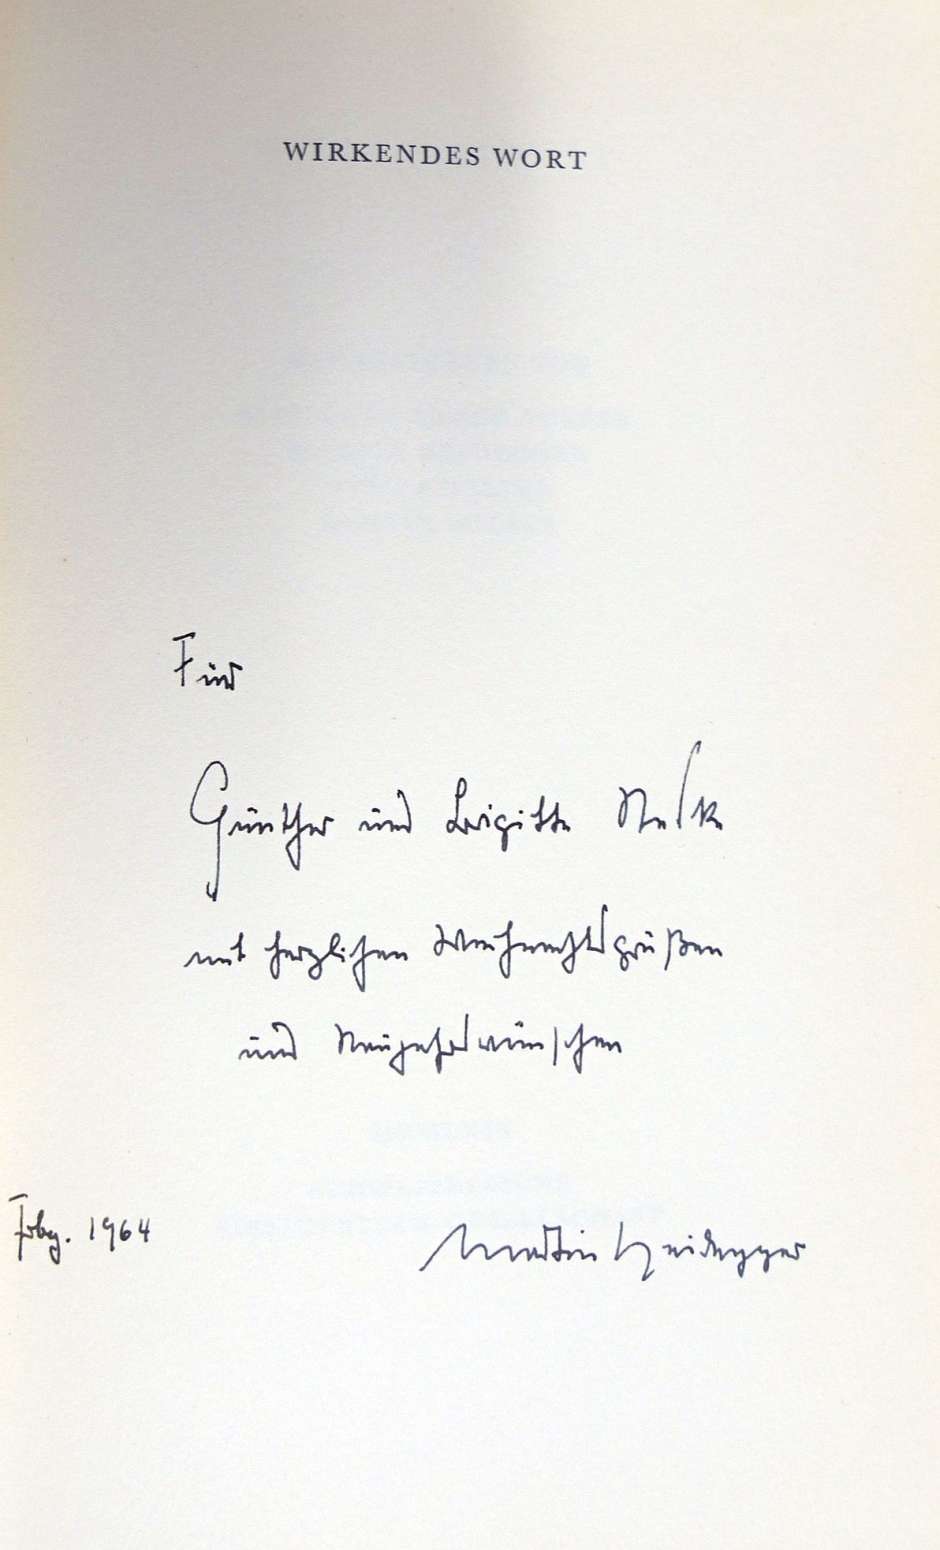 WIRKENDES WORT
Für
Günther und Brigitte Neske
mit herzlichen Weihnachtsgrüßen
und Neujahrswünschen
Frbg. 1964
Martin Heidegger